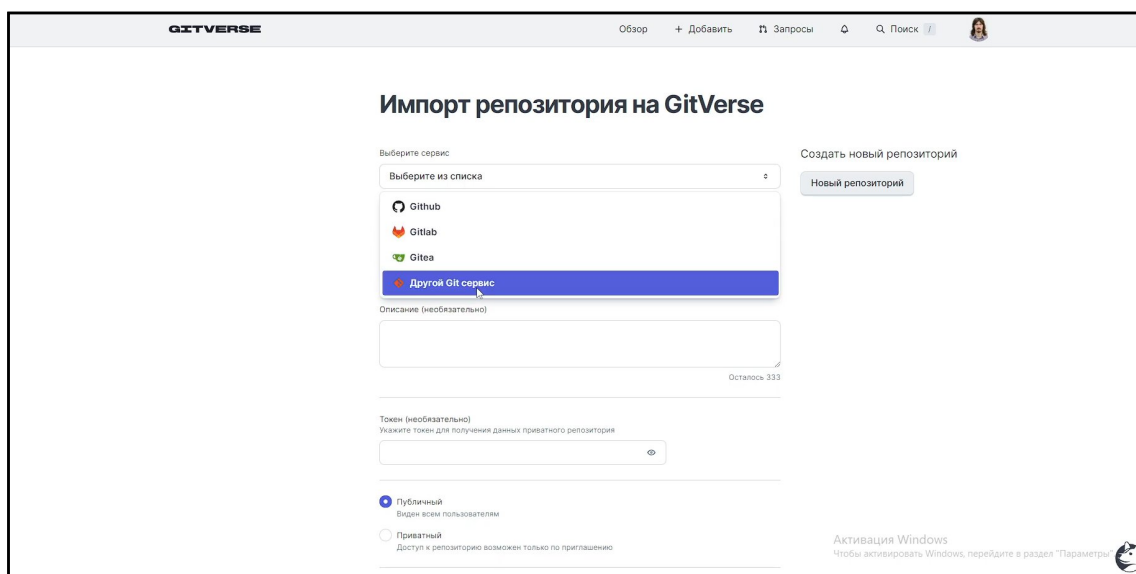 GITVERSE
Обзор + Добавить Запросы Поиск /
Импорт репозитория на GitVerse
Выберите сервис
Выберите из списка
Github
Gitlab
Gitea
Другой Git сервис
Описание (необязательно)
Осталось 333
Токен (необязательно)
Укажите токен для получения данных приватного репозитория
Публичный
Виден всем пользователям
Приватный
Доступ к репозиторию возможен только по приглашению
Создать новый репозиторий
Новый репозиторий
Активация Windows
Чтобы активировать Windows, перейдите в раздел "Параметры"